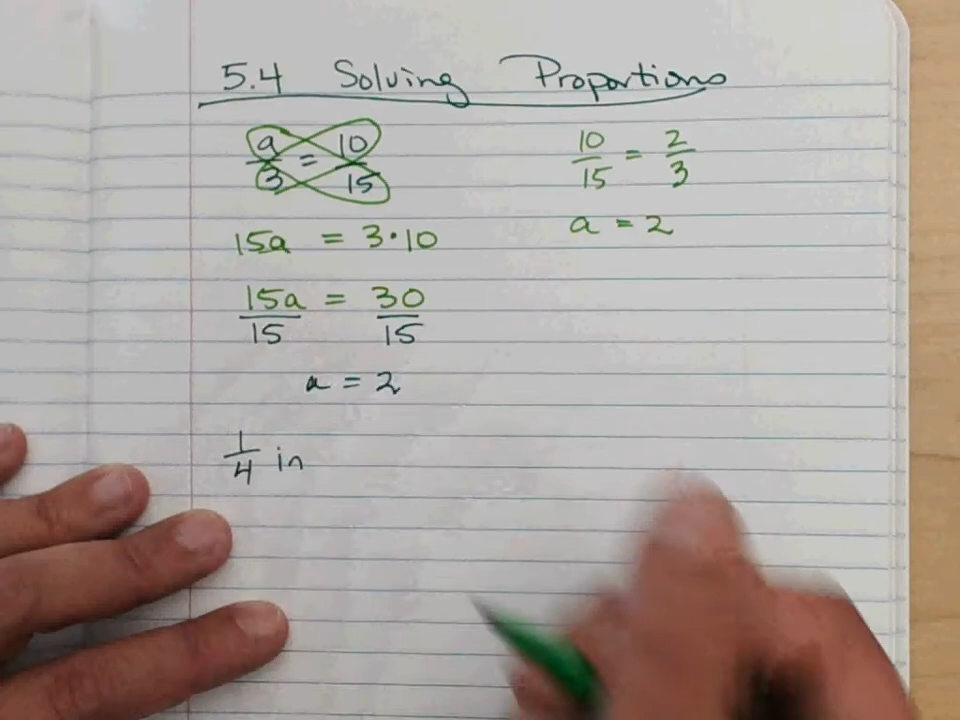 5.4 Solving Proportions
a/3 = 10/15
15a = 3·10
15a/15 = 30/15
a = 2
10/15 = 2/3
a = 2
1/4 in